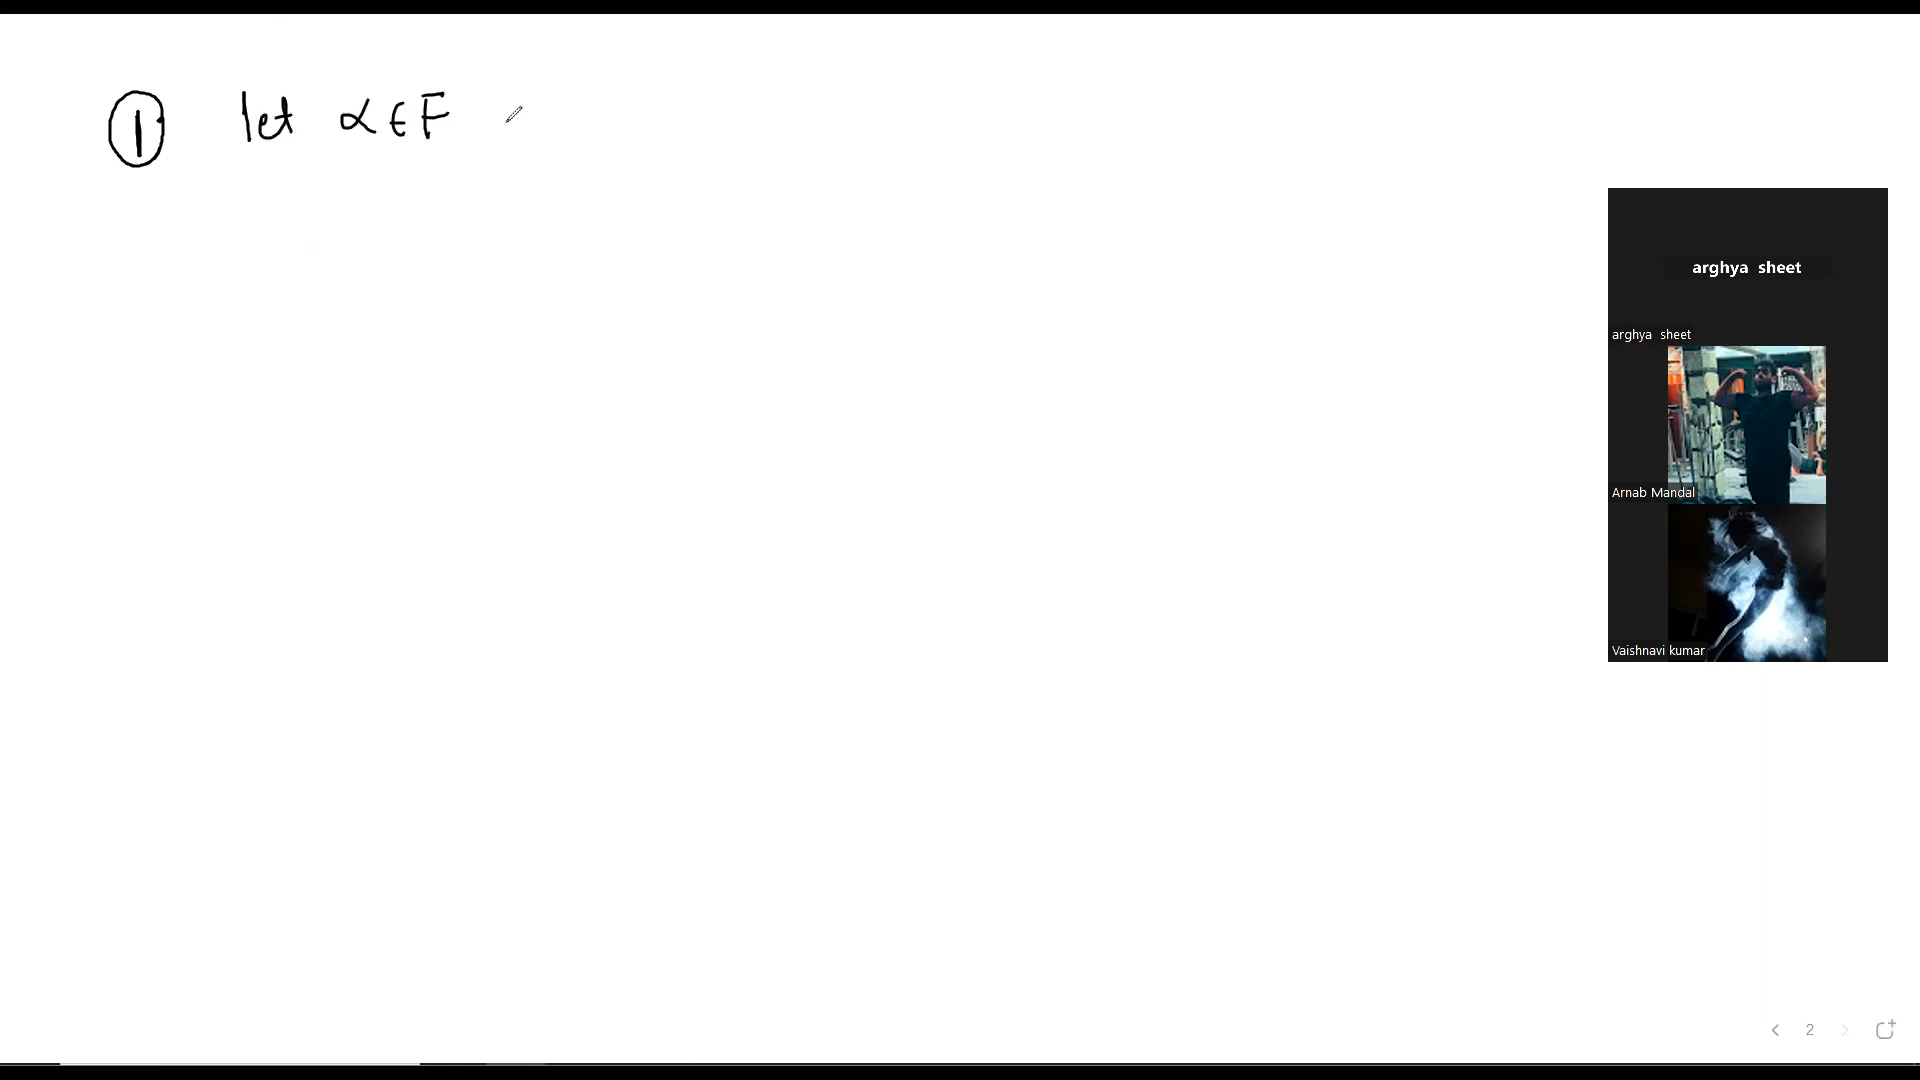 ① let α ∈ F
arghya sheet
arghya sheet
Arnab Mandal
Vaishnavi kumar
2